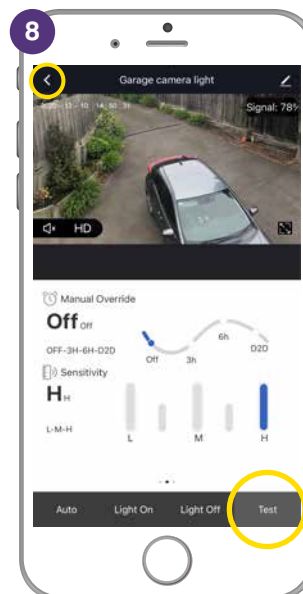 8
Garage camera light
Signal: 78%
HD
Manual Override
Off Off
OFF-3H-6H-D2D
Off
3h
6h
D2D
Sensitivity
H H
L-M-H
L
M
H
Auto
Light On
Light Off
Test